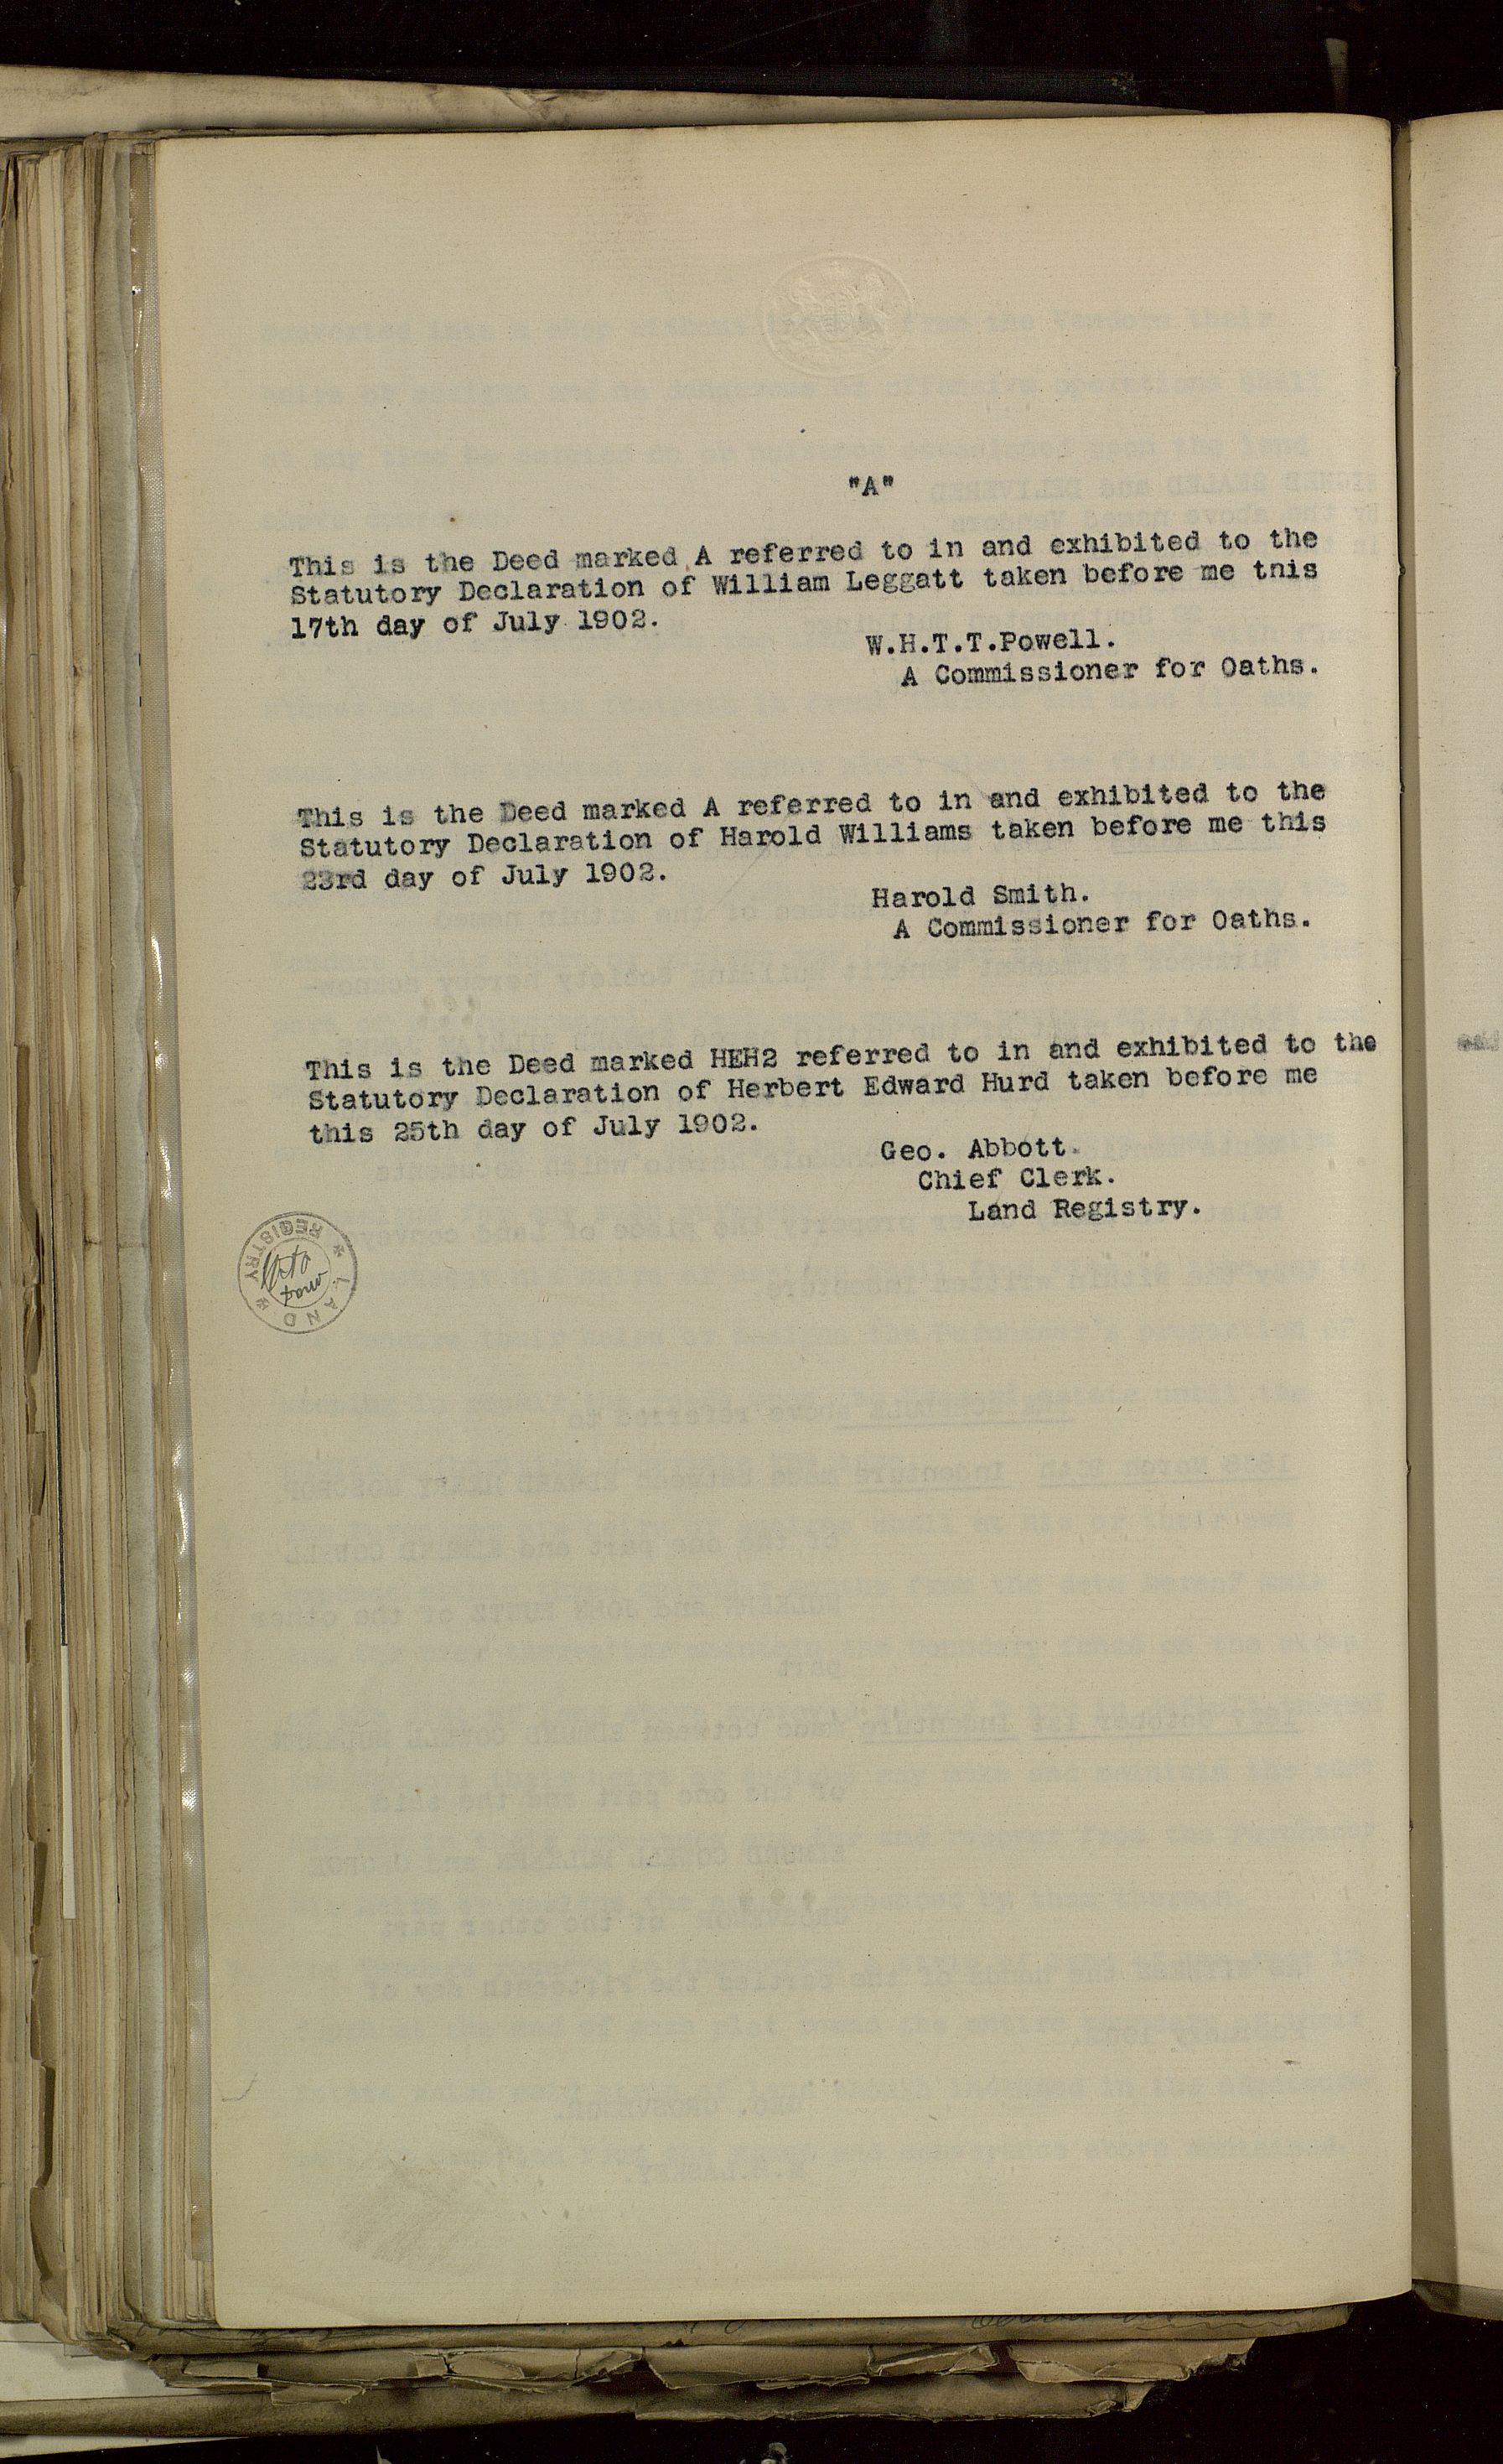 "A"
This is the Deed marked A referred to in and exhibited to the
Statutory Declaration of William Leggatt taken before me tnis
17th day of July 1902.
W.H.T.T.Powell.
A Commissioner for Oaths.
This is the Deed marked A referred to in and exhibited to the
Statutory Declaration of Harold Williams taken before me this
23rd day of July 1902.
Harold Smith.
A Commissioner for Oaths.
This is the Deed marked HEH2 referred to in and exhibited to the
Statutory Declaration of Herbert Edward Hurd taken before me
this 25th day of July 1902.
Geo. Abbott.
Chief Clerk.
Land Registry.
* LAND * REGISTRY